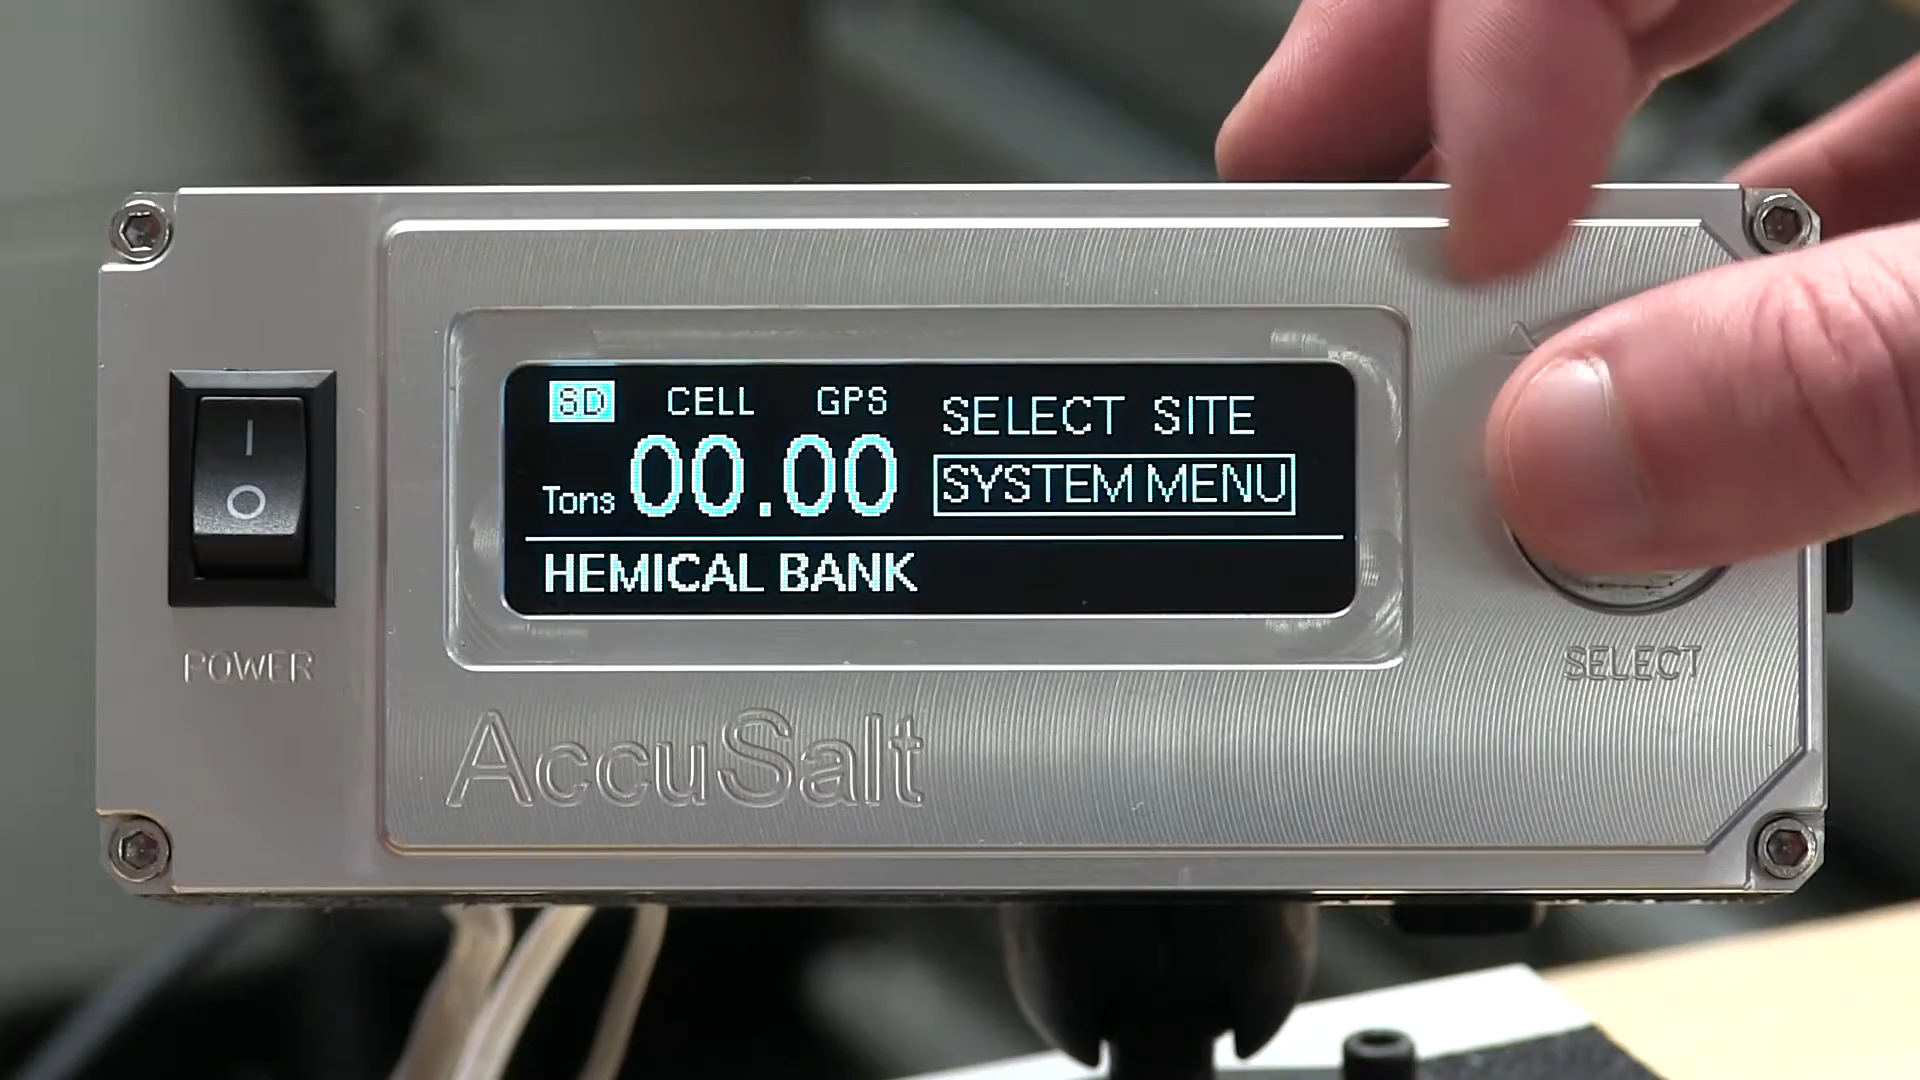 SD CELL GPS
Tons 00.00
SELECT SITE
SYSTEM MENU
HEMICAL BANK
I
O
POWER
SELECT
AccuSalt